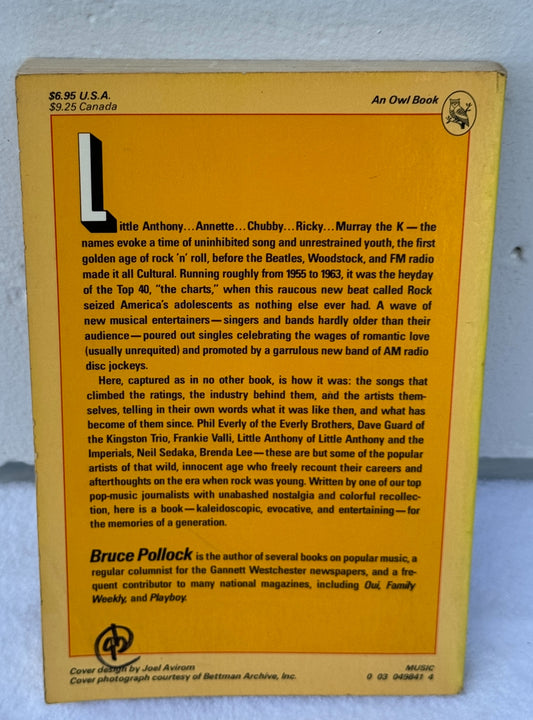 $6.95 U.S.A.
$9.25 Canada
An Owl Book
Little Anthony...Annette...Chubby...Ricky...Murray the K—the
names evoke a time of uninhibited song and unrestrained youth, the first
golden age of rock 'n' roll, before the Beatles, Woodstock, and FM radio
made it all Cultural. Running roughly from 1955 to 1963, it was the heyday
of the Top 40, "the charts," when this raucous new beat called Rock
seized America's adolescents as nothing else ever had. A wave of
new musical entertainers—singers and bands hardly older than their
audience—poured out singles celebrating the wages of romantic love
(usually unrequited) and promoted by a garrulous new band of AM radio
disc jockeys.
Here, captured as in no other book, is how it was: the songs that
climbed the ratings, the industry behind them, and the artists them-
selves, telling in their own words what it was like then, and what has
become of them since. Phil Everly of the Everly Brothers, Dave Guard of
the Kingston Trio, Frankie Valli, Little Anthony of Little Anthony and the
Imperials, Neil Sedaka, Brenda Lee—these are but some of the popular
artists of that wild, innocent age who freely recount their careers and
afterthoughts on the era when rock was young. Written by one of our top
pop-music journalists with unabashed nostalgia and colorful recollec-
tion, here is a book—kaleidoscopic, evocative, and entertaining—for
the memories of a generation.
Bruce Pollock is the author of several books on popular music, a
regular columnist for the Gannett Westchester newspapers, and a fre-
quent contributor to many national magazines, including Oui, Family
Weekly, and Playboy.
Cover design by Joel Avirom
Cover photograph courtesy of Bettman Archive, Inc.
MUSIC
0 03 049841 4